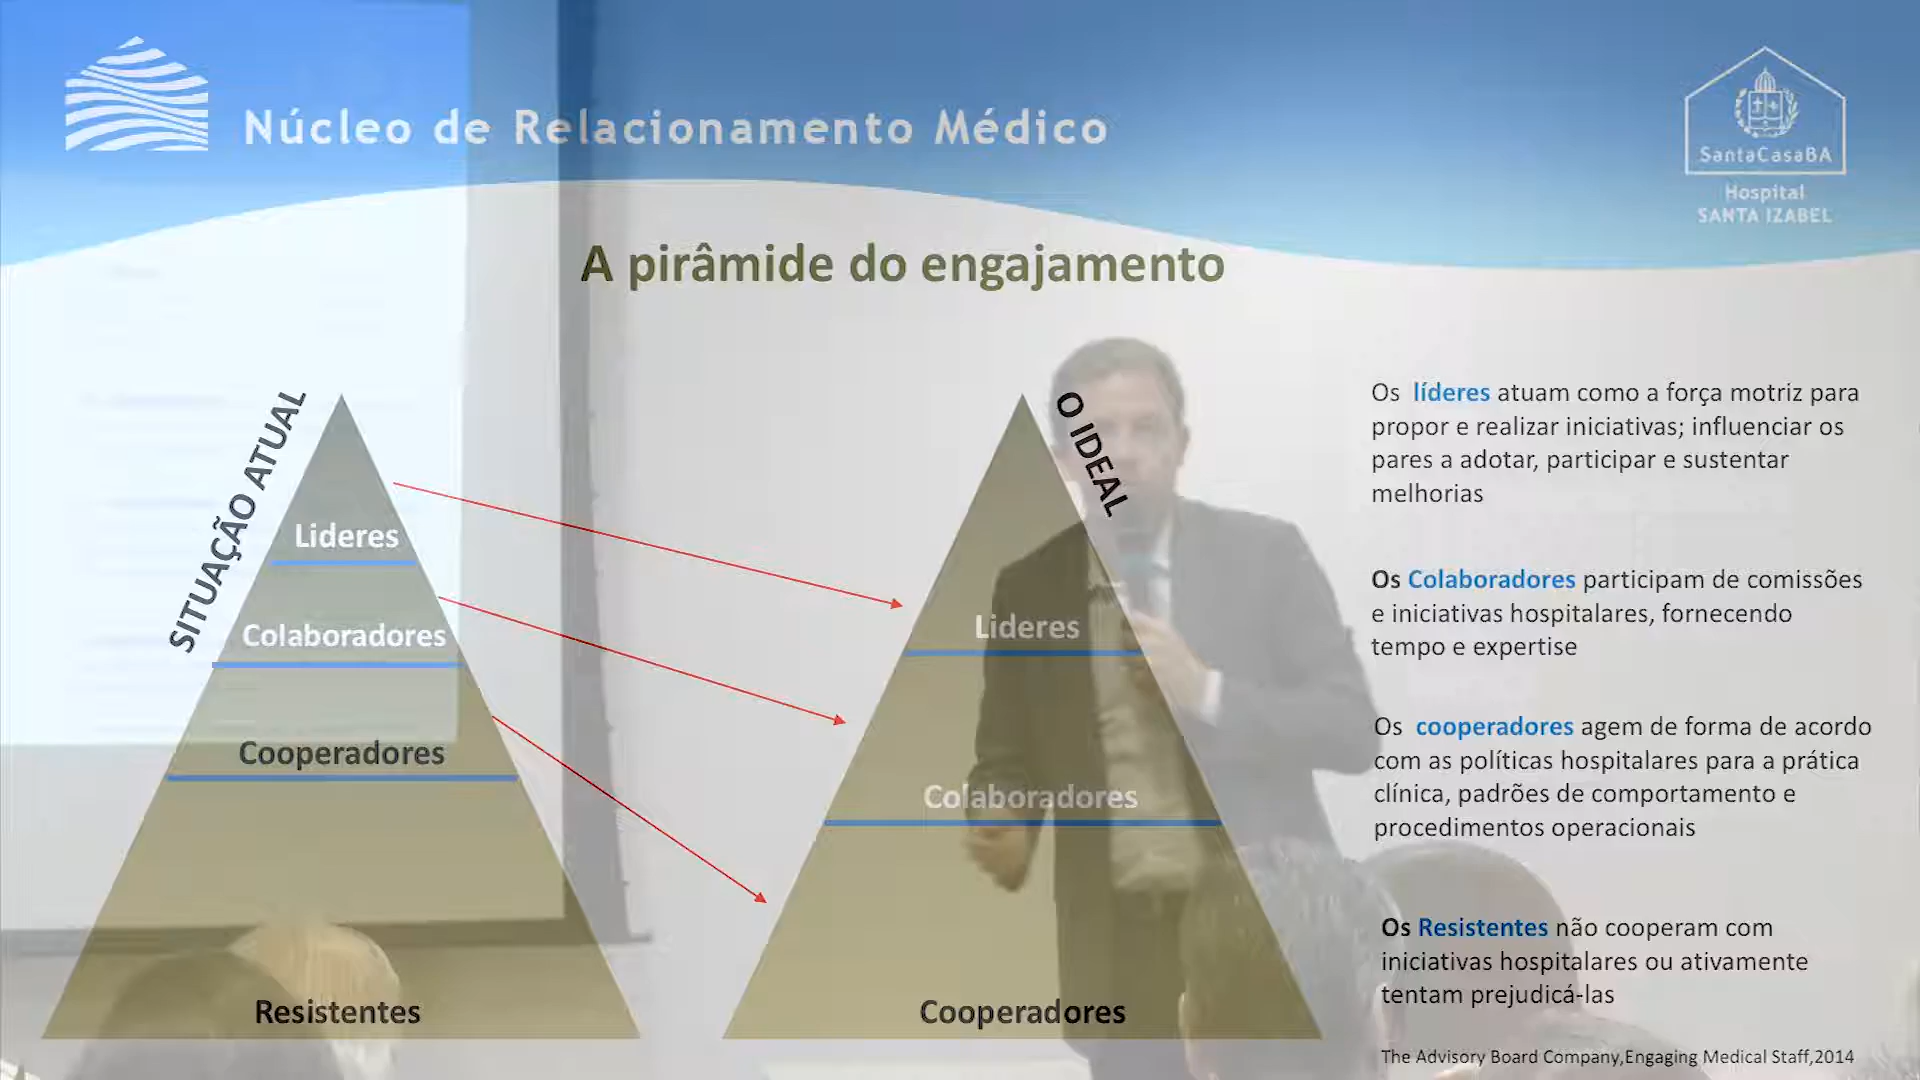 Núcleo de Relacionamento Médico
SantaCasaBA
Hospital
SANTA IZABEL
A pirâmide do engajamento
SITUAÇÃO ATUAL
Lideres
Colaboradores
Cooperadores
Resistentes
O IDEAL
Lideres
Colaboradores
Cooperadores
Os líderes atuam como a força motriz para
propor e realizar iniciativas; influenciar os
pares a adotar, participar e sustentar
melhorias
Os Colaboradores participam de comissões
e iniciativas hospitalares, fornecendo
tempo e expertise
Os cooperadores agem de forma de acordo
com as políticas hospitalares para a prática
clínica, padrões de comportamento e
procedimentos operacionais
Os Resistentes não cooperam com
iniciativas hospitalares ou ativamente
tentam prejudicá-las
The Advisory Board Company,Engaging Medical Staff,2014